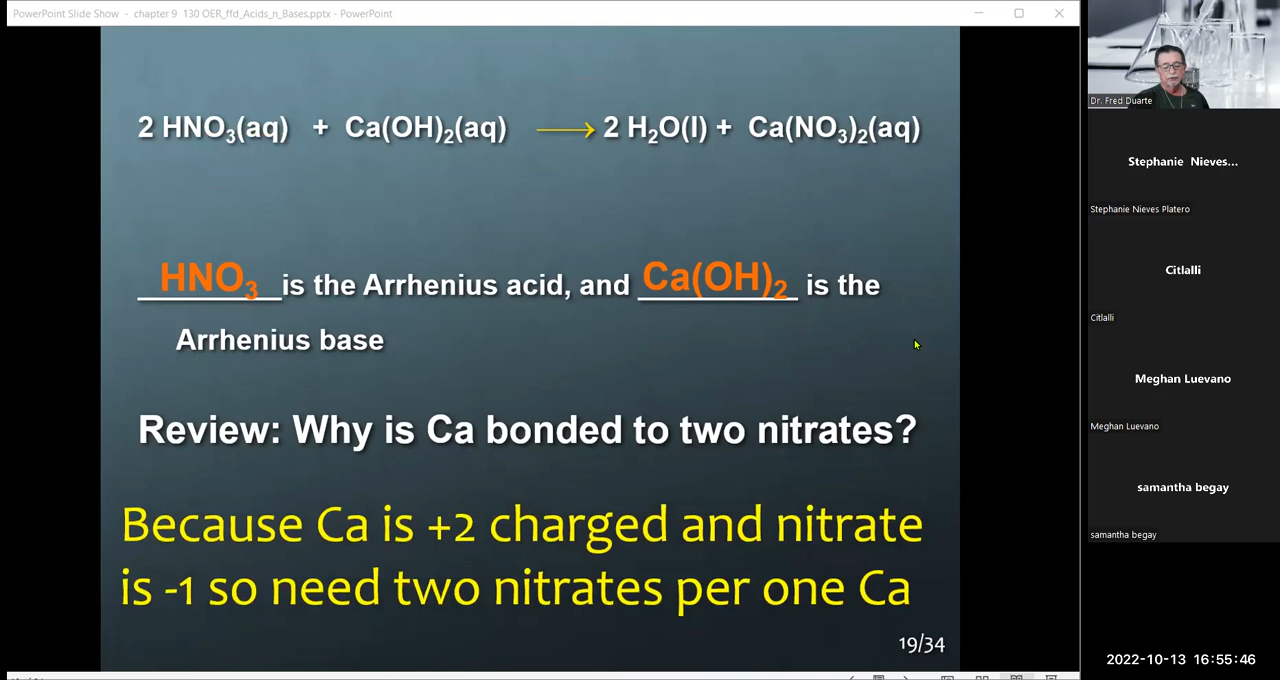 PowerPoint Slide Show - chapter 9 130 OER_ffd_Acids_n_Bases.pptx - PowerPoint
2 HNO₃(aq) + Ca(OH)₂(aq) ⟶ 2 H₂O(l) + Ca(NO₃)₂(aq)
HNO₃ is the Arrhenius acid, and Ca(OH)₂ is the
Arrhenius base
Review: Why is Ca bonded to two nitrates?
Because Ca is +2 charged and nitrate
is -1 so need two nitrates per one Ca
19/34
Dr. Fred Duarte
Stephanie Nieves...
Stephanie Nieves Platero
Citlalli
Citlalli
Meghan Luevano
Meghan Luevano
samantha begay
samantha begay
2022-10-13 16:55:46